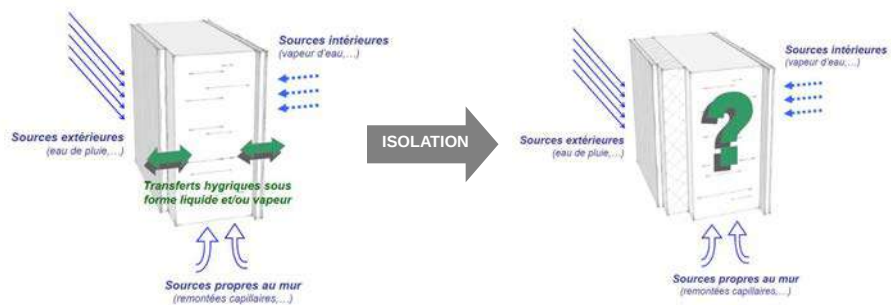 Sources intérieures
(vapeur d'eau,...)
Sources extérieures
(eau de pluie,...)
Transferts hygriques sous
forme liquide et/ou vapeur
Sources propres au mur
(remontées capillaires,...)
ISOLATION
Sources intérieures
(vapeur d'eau,...)
Sources extérieures
(eau de pluie,...)
?
Sources propres au mur
(remontées capillaires,...)